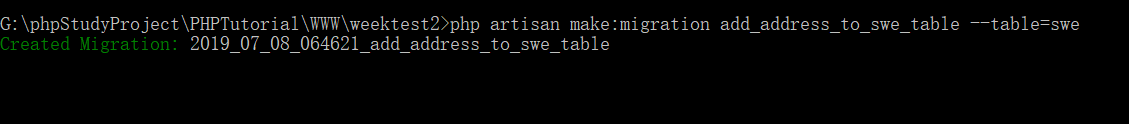 G:\phpStudyProject\PHPTutorial\WWW\weektest2>php artisan make:migration add_address_to_swe_table --table=swe
Created Migration: 2019_07_08_064621_add_address_to_swe_table